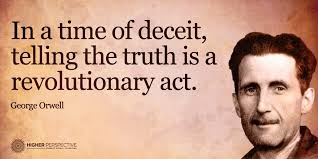 In a time of deceit,
telling the truth is a
revolutionary act.
George Orwell
HIGHER PERSPECTIVE